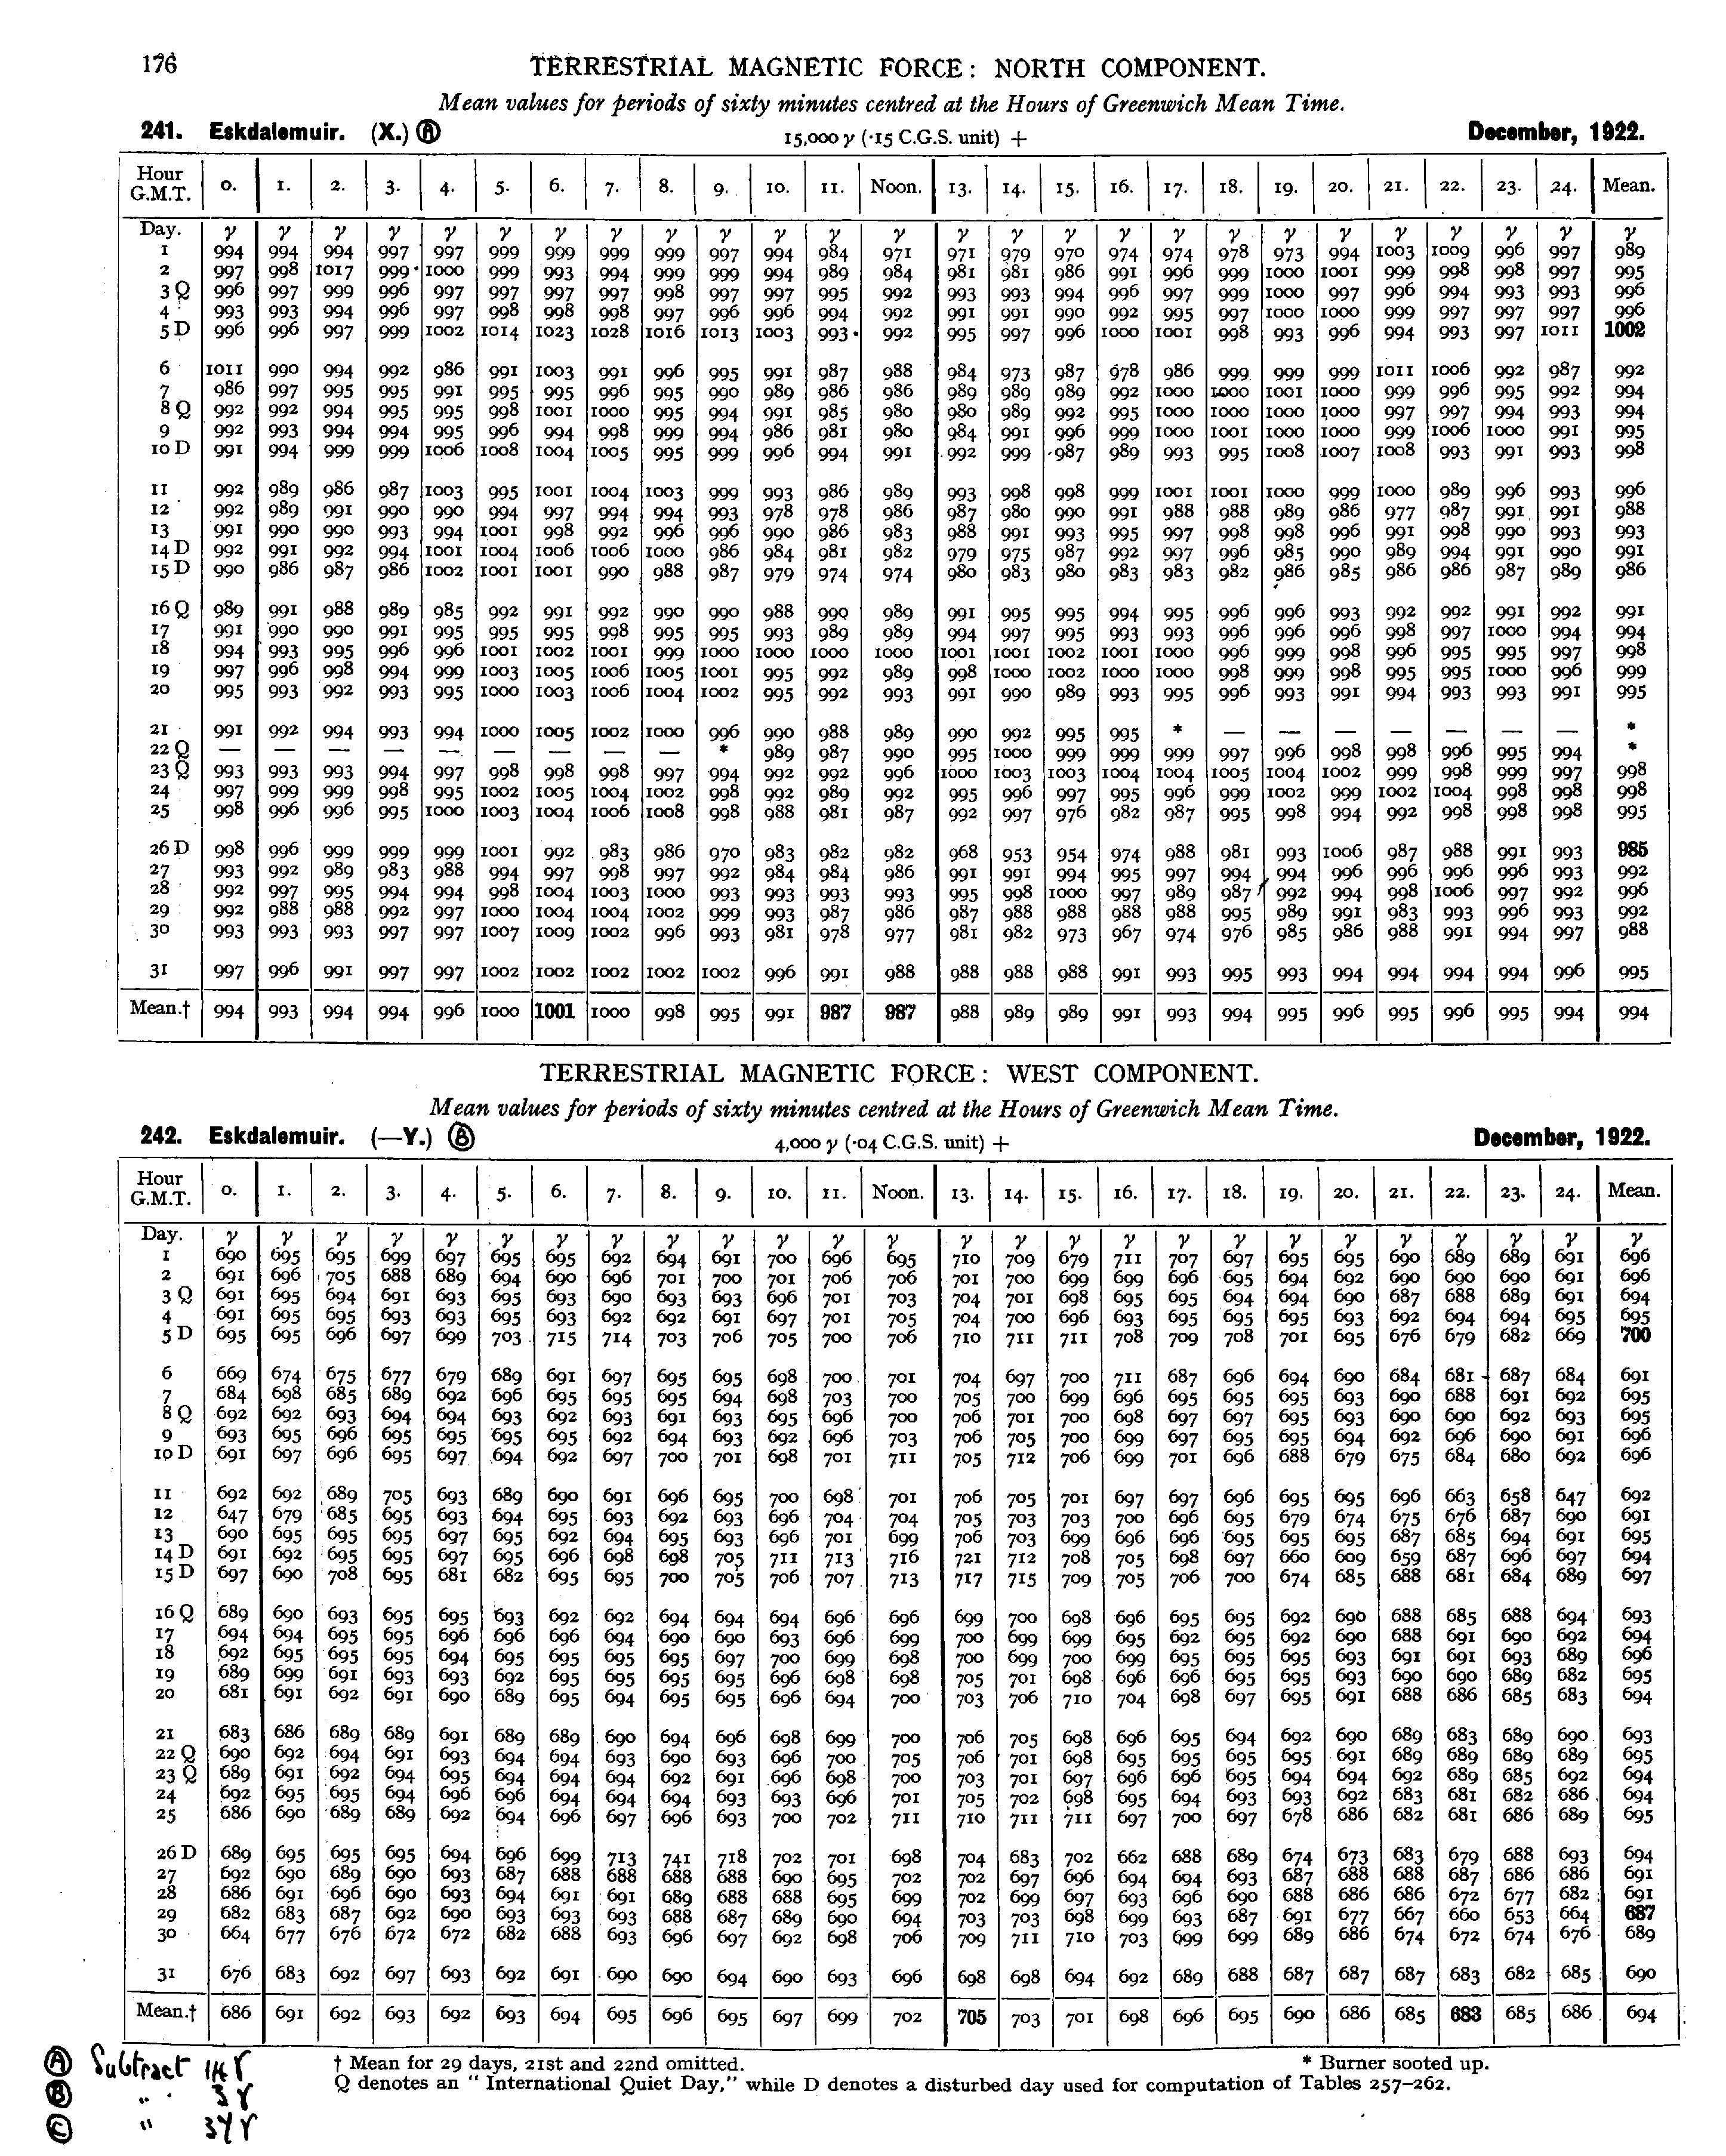 176
TERRESTRIAL MAGNETIC FORCE: NORTH COMPONENT.
Mean values for periods of sixty minutes centred at the Hours of Greenwich Mean Time.
241. Eskdalemuir. (X.) Ⓐ 15,000 γ (·15 C.G.S. unit) + December, 1922.
Hour G.M.T. 0. 1. 2. 3. 4. 5. 6. 7. 8. 9. 10. 11. Noon. 13. 14. 15. 16. 17. 18. 19. 20. 21. 22. 23. 24. Mean.
Day. γ γ γ γ γ γ γ γ γ γ γ γ γ γ γ γ γ γ γ γ γ γ γ γ γ γ
1 994 994 994 997 997 999 999 999 999 997 994 984 971 971 979 970 974 974 978 973 994 1003 1009 996 997 989
2 997 998 1017 999 1000 999 993 994 999 999 994 989 984 981 981 986 991 996 999 1000 1001 999 998 998 997 995
3 Q 996 997 999 996 997 997 997 997 998 997 997 995 992 993 993 994 996 997 999 1000 997 996 994 993 993 996
4 993 993 994 996 997 998 998 998 997 996 996 994 992 991 991 990 992 995 997 1000 1000 999 997 997 997 996
5 D 996 996 997 999 1002 1014 1023 1028 1016 1013 1003 993 992 995 997 996 1000 1001 998 993 996 994 993 997 1011 1002
6 1011 990 994 992 986 991 1003 991 996 995 991 987 988 984 973 987 978 986 999 999 999 1011 1006 992 987 992
7 986 997 995 995 991 995 995 996 995 990 989 986 986 989 989 989 992 1000 1000 1001 1000 999 996 995 992 994
8 Q 992 992 994 995 995 998 1001 1000 995 994 991 985 980 980 989 992 995 1000 1000 1000 1000 997 997 994 993 994
9 992 993 994 994 995 996 994 998 999 994 986 981 980 984 991 996 999 1000 1001 1000 1000 999 1006 1000 991 995
10 D 991 994 999 999 1006 1008 1004 1005 995 999 996 994 991 992 999 987 989 993 995 1008 1007 1008 993 991 993 998
11 992 989 986 987 1003 995 1001 1004 1003 999 993 986 989 993 998 998 999 1001 1001 1000 999 1000 989 996 993 996
12 992 989 991 990 990 994 997 994 994 993 978 978 986 987 980 990 991 988 988 989 986 977 987 991 991 988
13 991 990 990 993 994 1001 998 992 996 996 990 986 983 988 991 993 995 997 998 998 996 991 998 990 993 993
14 D 992 991 992 994 1001 1004 1006 1006 1000 986 984 981 982 979 975 987 992 997 996 985 990 989 994 991 990 991
15 D 990 986 987 986 1002 1001 1001 990 988 987 979 974 974 980 983 980 983 983 982 986 985 986 986 987 989 986
16 Q 989 991 988 989 985 992 991 992 990 990 988 990 989 991 995 995 994 995 996 996 993 992 992 991 992 991
17 991 990 990 991 995 995 995 998 995 995 993 989 989 994 997 995 993 993 996 996 996 998 997 1000 994 994
18 994 993 995 996 996 1001 1002 1001 999 1000 1000 1000 1000 1001 1001 1002 1001 1000 996 999 998 996 995 995 997 998
19 997 996 998 994 999 1003 1005 1006 1005 1001 995 992 989 998 1000 1002 1000 1000 998 999 998 995 995 1000 996 999
20 995 993 992 993 995 1000 1003 1006 1004 1002 995 992 993 991 990 989 993 995 996 993 991 994 993 993 991 995
21 991 992 994 993 994 1000 1005 1002 1000 996 990 988 989 990 992 995 995 * — — — — — — — *
22 Q — — — — — — — — — * 989 987 990 995 1000 999 999 999 997 996 998 998 996 995 994 *
23 Q 993 993 993 994 997 998 998 998 997 994 992 992 996 1000 1003 1003 1004 1004 1005 1004 1002 999 998 999 997 998
24 997 999 999 998 995 1002 1005 1004 1002 998 992 989 992 995 996 997 995 996 999 1002 999 1002 1004 998 998 998
25 998 996 996 995 1000 1003 1004 1006 1008 998 988 981 987 992 997 976 982 987 995 998 994 992 998 998 998 995
26 D 998 996 999 999 999 1001 992 983 986 970 983 982 982 968 953 954 974 988 981 993 1006 987 988 991 993 985
27 993 992 989 983 988 994 997 998 997 992 984 984 986 991 991 994 995 997 994 994 996 996 996 996 993 992
28 992 997 995 994 994 998 1004 1003 1000 993 993 993 993 995 998 1000 997 989 987 992 994 998 1006 997 992 996
29 992 988 988 992 997 1000 1004 1004 1002 999 993 987 986 987 988 988 988 988 995 989 991 983 993 996 993 992
30 993 993 993 997 997 1007 1009 1002 996 993 981 978 977 981 982 973 967 974 976 985 986 988 991 994 997 988
31 997 996 991 997 997 1002 1002 1002 1002 1002 996 991 988 988 988 988 991 993 995 993 994 994 994 994 996 995
Mean.† 994 993 994 994 996 1000 1001 1000 998 995 991 987 987 988 989 989 991 993 994 995 996 995 996 995 994 994
TERRESTRIAL MAGNETIC FORCE: WEST COMPONENT.
Mean values for periods of sixty minutes centred at the Hours of Greenwich Mean Time.
242. Eskdalemuir. (—Y.) Ⓑ 4,000 γ (·04 C.G.S. unit) + December, 1922.
Hour G.M.T. 0. 1. 2. 3. 4. 5. 6. 7. 8. 9. 10. 11. Noon. 13. 14. 15. 16. 17. 18. 19. 20. 21. 22. 23. 24. Mean.
Day. γ γ γ γ γ γ γ γ γ γ γ γ γ γ γ γ γ γ γ γ γ γ γ γ γ γ
1 690 695 695 699 697 695 695 692 694 691 700 696 695 710 709 679 711 707 697 695 695 690 689 689 691 696
2 691 696 705 688 689 694 690 696 701 700 701 706 706 701 700 699 699 696 695 694 692 690 690 690 691 696
3 Q 691 695 694 691 693 695 693 690 693 693 696 701 703 704 701 698 695 695 694 694 690 687 688 689 691 694
4 691 695 695 693 693 695 693 692 692 691 697 701 705 704 700 696 693 695 695 695 693 692 694 694 695 695
5 D 695 695 696 697 699 703 715 714 703 706 705 700 706 710 711 711 708 709 708 701 695 676 679 682 669 700
6 669 674 675 677 679 689 691 697 695 695 698 700 701 704 697 700 711 687 696 694 690 684 681 687 684 691
7 684 698 685 689 692 696 695 695 695 694 698 703 700 705 700 699 696 695 695 695 693 690 688 691 692 695
8 Q 692 692 693 694 694 693 692 693 691 693 695 696 700 706 701 700 698 697 697 695 693 690 690 692 693 695
9 693 695 696 695 695 695 695 692 694 693 692 696 703 706 705 700 699 697 695 695 694 692 696 690 691 696
10 D 691 697 696 695 697 694 692 697 700 701 698 701 711 705 712 706 699 701 696 688 679 675 684 680 692 696
11 692 692 689 705 693 689 690 691 696 695 700 698 701 706 705 701 697 697 696 695 695 696 663 658 647 692
12 647 679 685 695 693 694 695 693 692 693 696 704 704 705 703 703 700 696 695 679 674 675 676 687 690 691
13 690 695 695 695 697 695 692 694 695 693 696 701 699 706 703 699 696 696 695 695 695 687 685 694 691 695
14 D 691 692 695 695 697 695 696 698 698 705 711 713 716 721 712 708 705 698 697 660 609 659 687 696 697 694
15 D 697 690 708 695 681 682 695 695 700 705 706 707 713 717 715 709 705 706 700 674 685 688 681 684 689 697
16 Q 689 690 693 695 695 693 692 692 694 694 694 696 696 699 700 698 696 695 695 692 690 688 685 688 694 693
17 694 694 695 695 696 696 696 694 690 690 693 696 699 700 699 699 695 692 695 692 690 688 691 690 692 694
18 692 695 695 695 694 695 695 695 695 697 700 699 698 700 699 700 699 695 695 695 693 691 691 693 689 696
19 689 699 691 693 693 692 695 695 695 695 696 698 698 705 701 698 696 696 695 695 693 690 690 689 682 695
20 681 691 692 691 690 689 695 694 695 695 696 694 700 703 706 710 704 698 697 695 691 688 686 685 683 694
21 683 686 689 689 691 689 689 690 694 696 698 699 700 706 705 698 696 695 694 692 690 689 683 689 690 693
22 Q 690 692 694 691 693 694 694 693 690 693 696 700 705 706 701 698 695 695 695 695 691 689 689 689 689 695
23 Q 689 691 692 694 695 694 694 694 692 691 696 698 700 703 701 697 696 696 695 694 694 692 689 685 692 694
24 692 695 695 694 696 696 694 694 694 693 693 696 701 705 702 698 695 694 693 693 692 683 681 682 686 694
25 686 690 689 689 692 694 696 697 696 693 700 702 711 710 711 711 697 700 697 678 686 682 681 686 689 695
26 D 689 695 695 695 694 696 699 713 741 718 702 701 698 704 683 702 662 688 689 674 673 683 679 688 693 694
27 692 690 689 690 693 687 688 688 688 688 690 695 702 702 697 696 694 694 693 687 688 688 687 686 686 691
28 686 691 696 690 693 694 691 691 689 688 688 695 699 702 699 697 693 696 690 688 686 686 672 677 682 691
29 682 683 687 692 690 693 693 693 688 687 689 690 694 703 703 698 699 693 687 691 677 667 660 653 664 687
30 664 677 676 672 672 682 688 693 696 697 692 698 706 709 711 710 703 699 699 689 686 674 672 674 676 689
31 676 683 692 697 693 692 691 690 690 694 690 693 696 698 698 694 692 689 688 687 687 687 683 682 685 690
Mean.† 686 691 692 693 692 693 694 695 696 695 697 699 702 705 703 701 698 696 695 690 686 685 683 685 686 694
† Mean for 29 days, 21st and 22nd omitted. * Burner sooted up.
Q denotes an " International Quiet Day," while D denotes a disturbed day used for computation of Tables 257–262.
Ⓐ Subtract γ
Ⓑ " 3γ
Ⓒ " γ